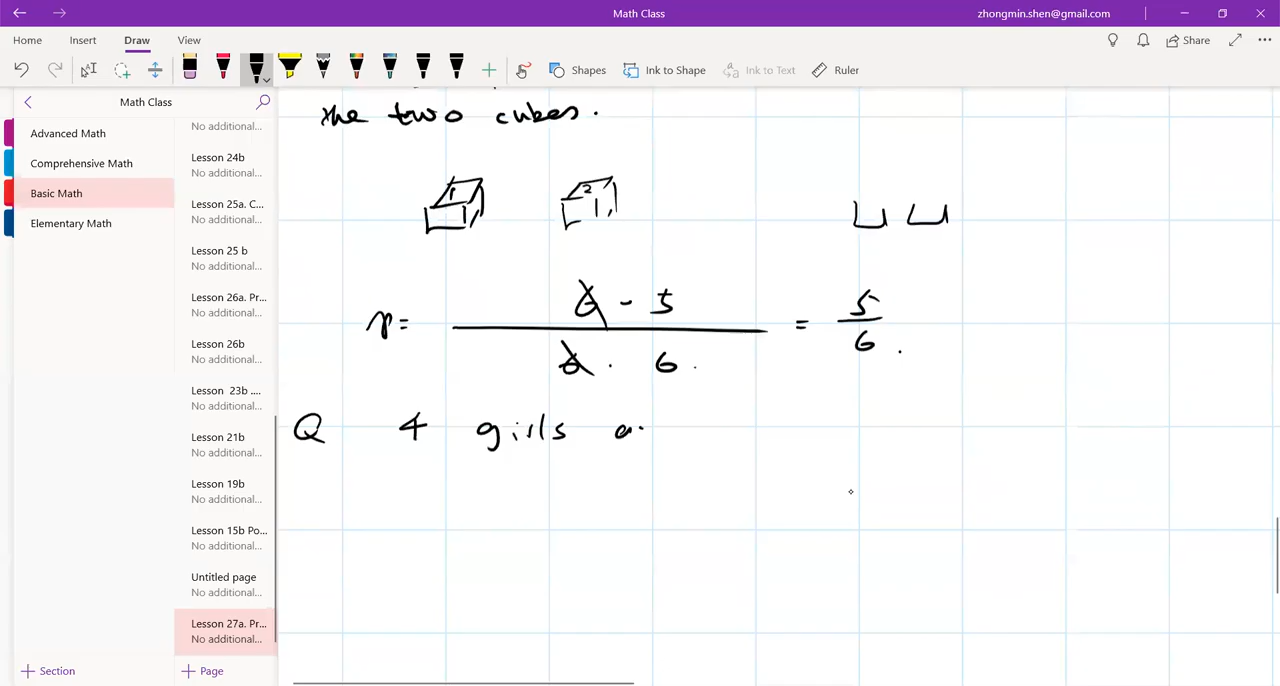 Math Class
zhongmin.shen@gmail.com
Home Insert Draw View
Share
Shapes Ink to Shape Ink to Text Ruler
Math Class
Advanced Math
Comprehensive Math
Basic Math
Elementary Math
No additional...
Lesson 24b
No additional...
Lesson 25a. C...
No additional...
Lesson 25 b
No additional...
Lesson 26a. Pr...
No additional...
Lesson 26b
No additional...
Lesson 23b ....
No additional...
Lesson 21b
No additional...
Lesson 19b
No additional...
Lesson 15b Po...
No additional...
Untitled page
No additional...
Lesson 27a. Pr...
No additional...
Section
Page
the two cubes.
1 2
6 · 5
6 · 6 .
= 5/6 .
Q 4 girls a